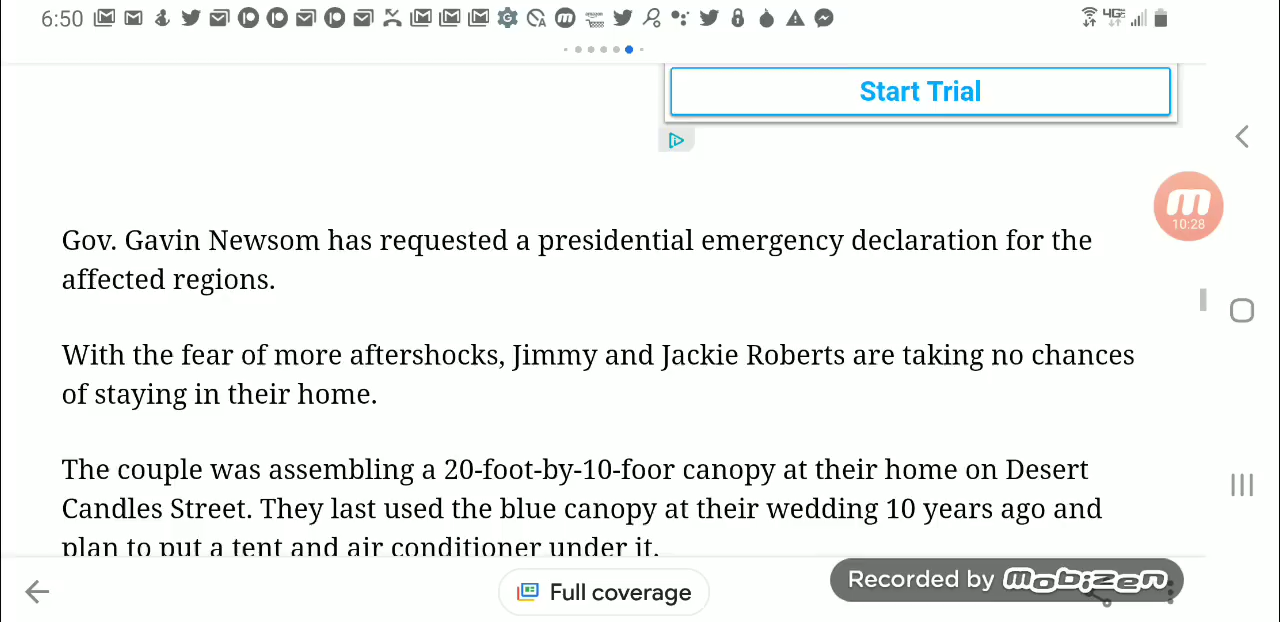 6:50
4GE
Start Trial
10:28
Gov. Gavin Newsom has requested a presidential emergency declaration for the
affected regions.
With the fear of more aftershocks, Jimmy and Jackie Roberts are taking no chances
of staying in their home.
The couple was assembling a 20-foot-by-10-foor canopy at their home on Desert
Candles Street. They last used the blue canopy at their wedding 10 years ago and
plan to put a tent and air conditioner under it.
Full coverage
Recorded by mobizen